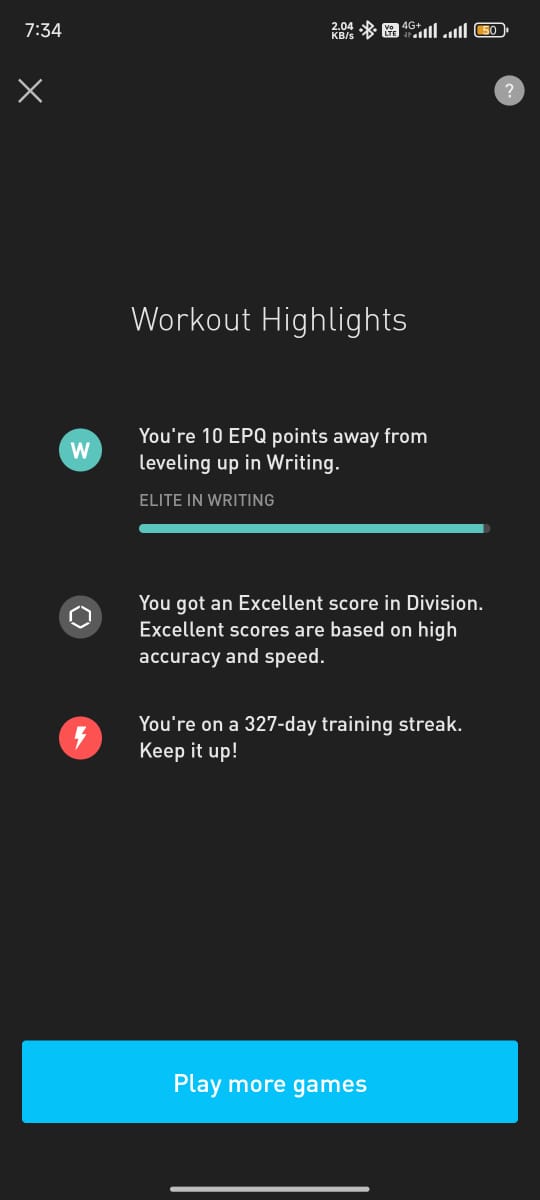 7:34
2.04
KB/s
Vo
LTE
4G+
50
?
Workout Highlights
W
You're 10 EPQ points away from
leveling up in Writing.
ELITE IN WRITING
You got an Excellent score in Division.
Excellent scores are based on high
accuracy and speed.
You're on a 327-day training streak.
Keep it up!
Play more games